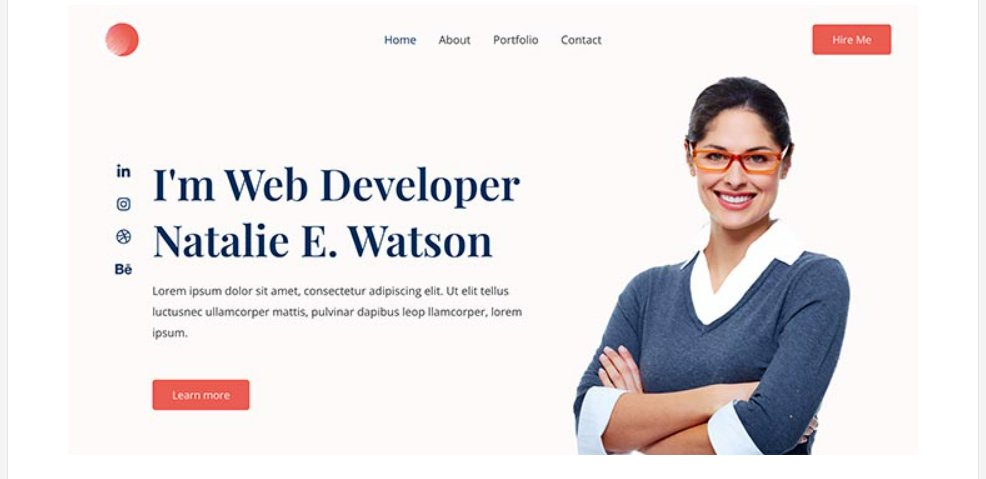 Home About Portfolio Contact Hire Me
in
I'm Web Developer
Natalie E. Watson
Bē
Lorem ipsum dolor sit amet, consectetur adipiscing elit. Ut elit tellus
luctusnec ullamcorper mattis, pulvinar dapibus leop llamcorper, lorem
ipsum.
Learn more